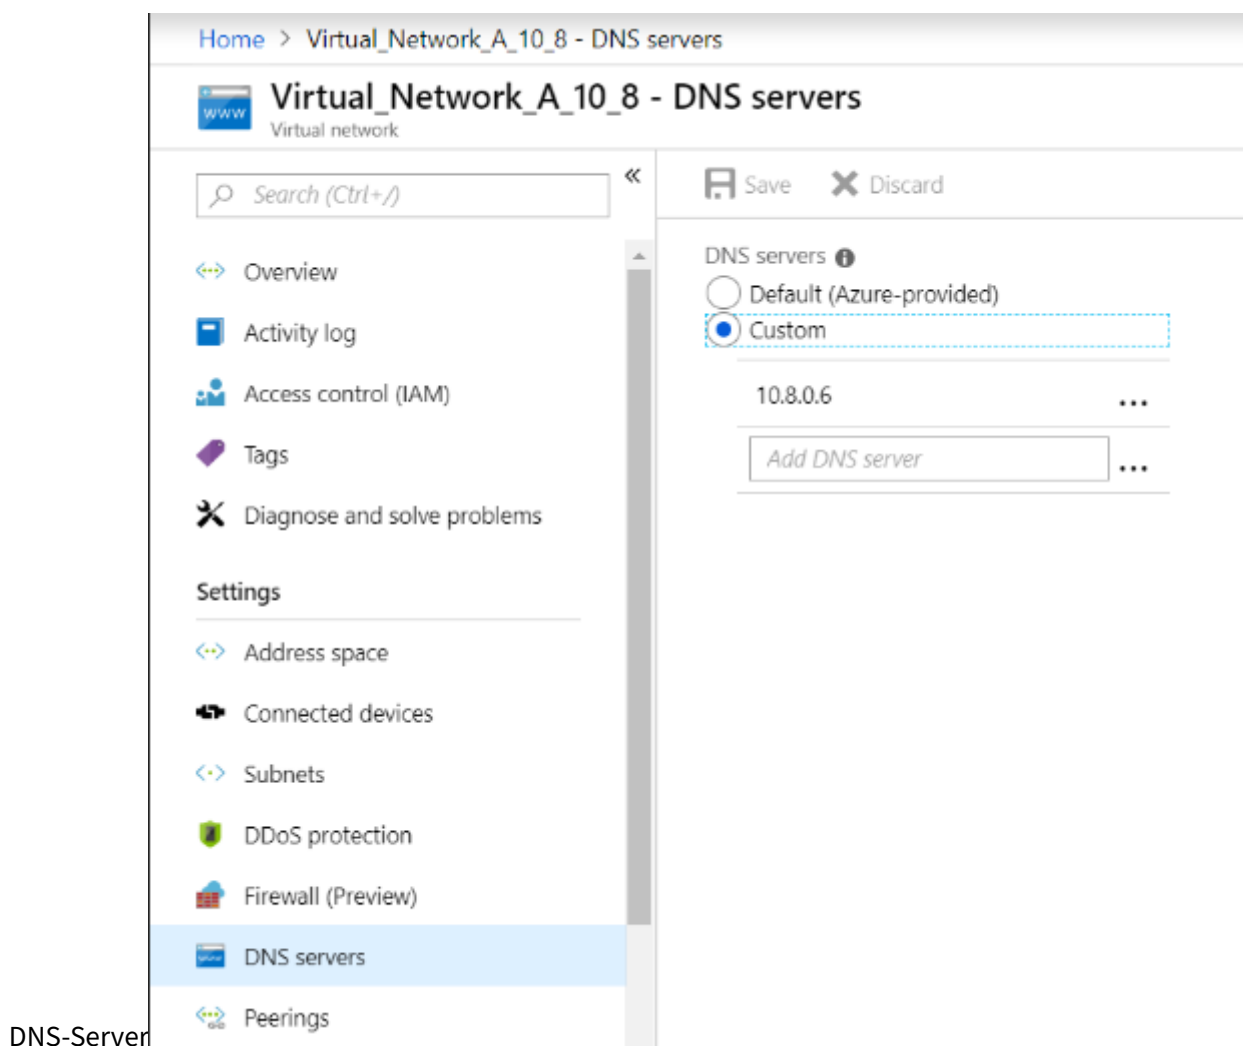 Home > Virtual_Network_A_10_8 - DNS servers
Virtual_Network_A_10_8 - DNS servers
www
Virtual network
Search (Ctrl+/)
«
Overview
Activity log
Access control (IAM)
Tags
Diagnose and solve problems
Settings
Address space
Connected devices
Subnets
DDoS protection
Firewall (Preview)
DNS servers
Peerings
Save
Discard
DNS servers
Default (Azure-provided)
Custom
10.8.0.6
...
Add DNS server
...
DNS-Server